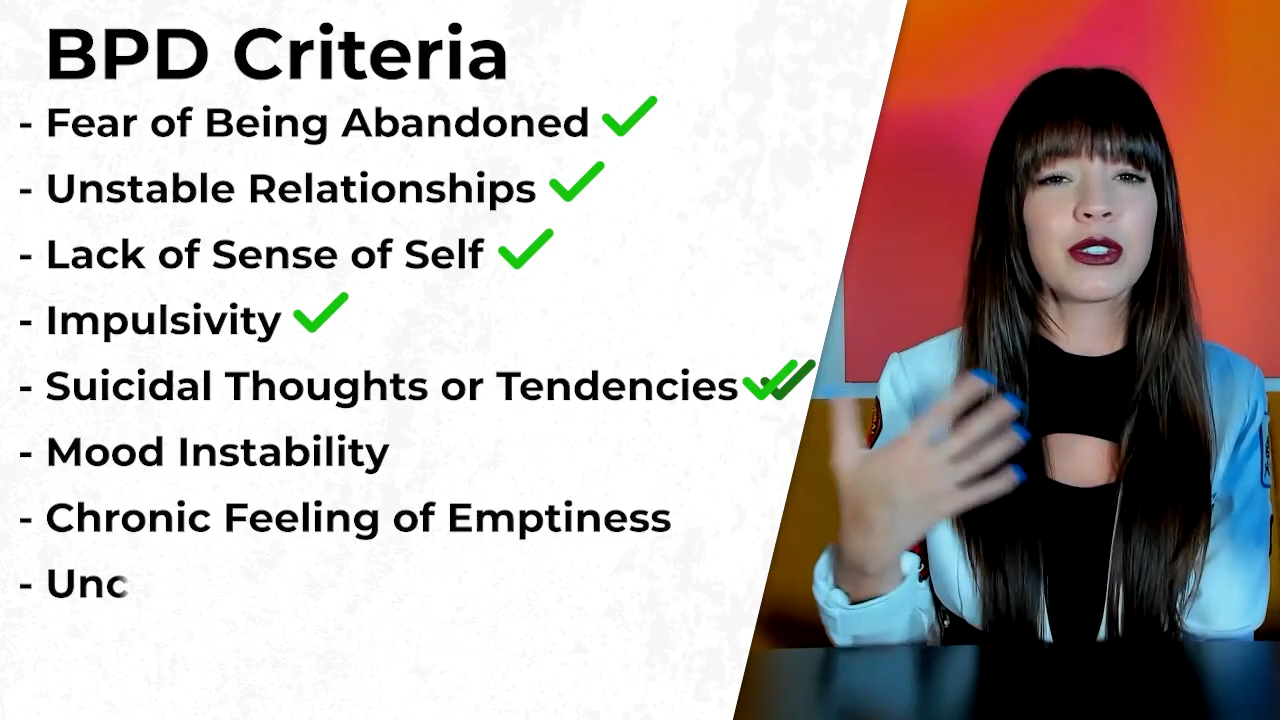 BPD Criteria
- Fear of Being Abandoned
- Unstable Relationships
- Lack of Sense of Self
- Impulsivity
- Suicidal Thoughts or Tendencies
- Mood Instability
- Chronic Feeling of Emptiness
- Unc